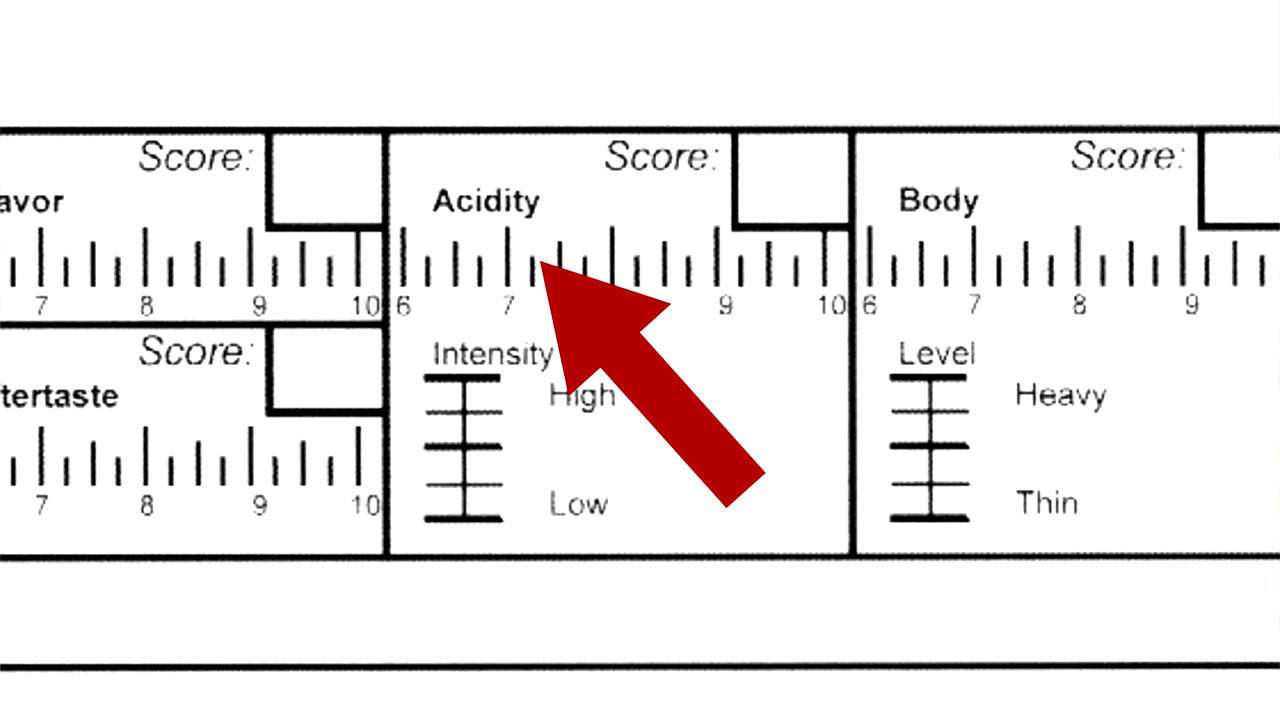 Score:
avor
7 8 9 10
Score:
tertaste
7 8 9 10
Score:
Acidity
6 7 9 10
Intensity
High
Low
Score:
Body
6 7 8 9
Level
Heavy
Thin